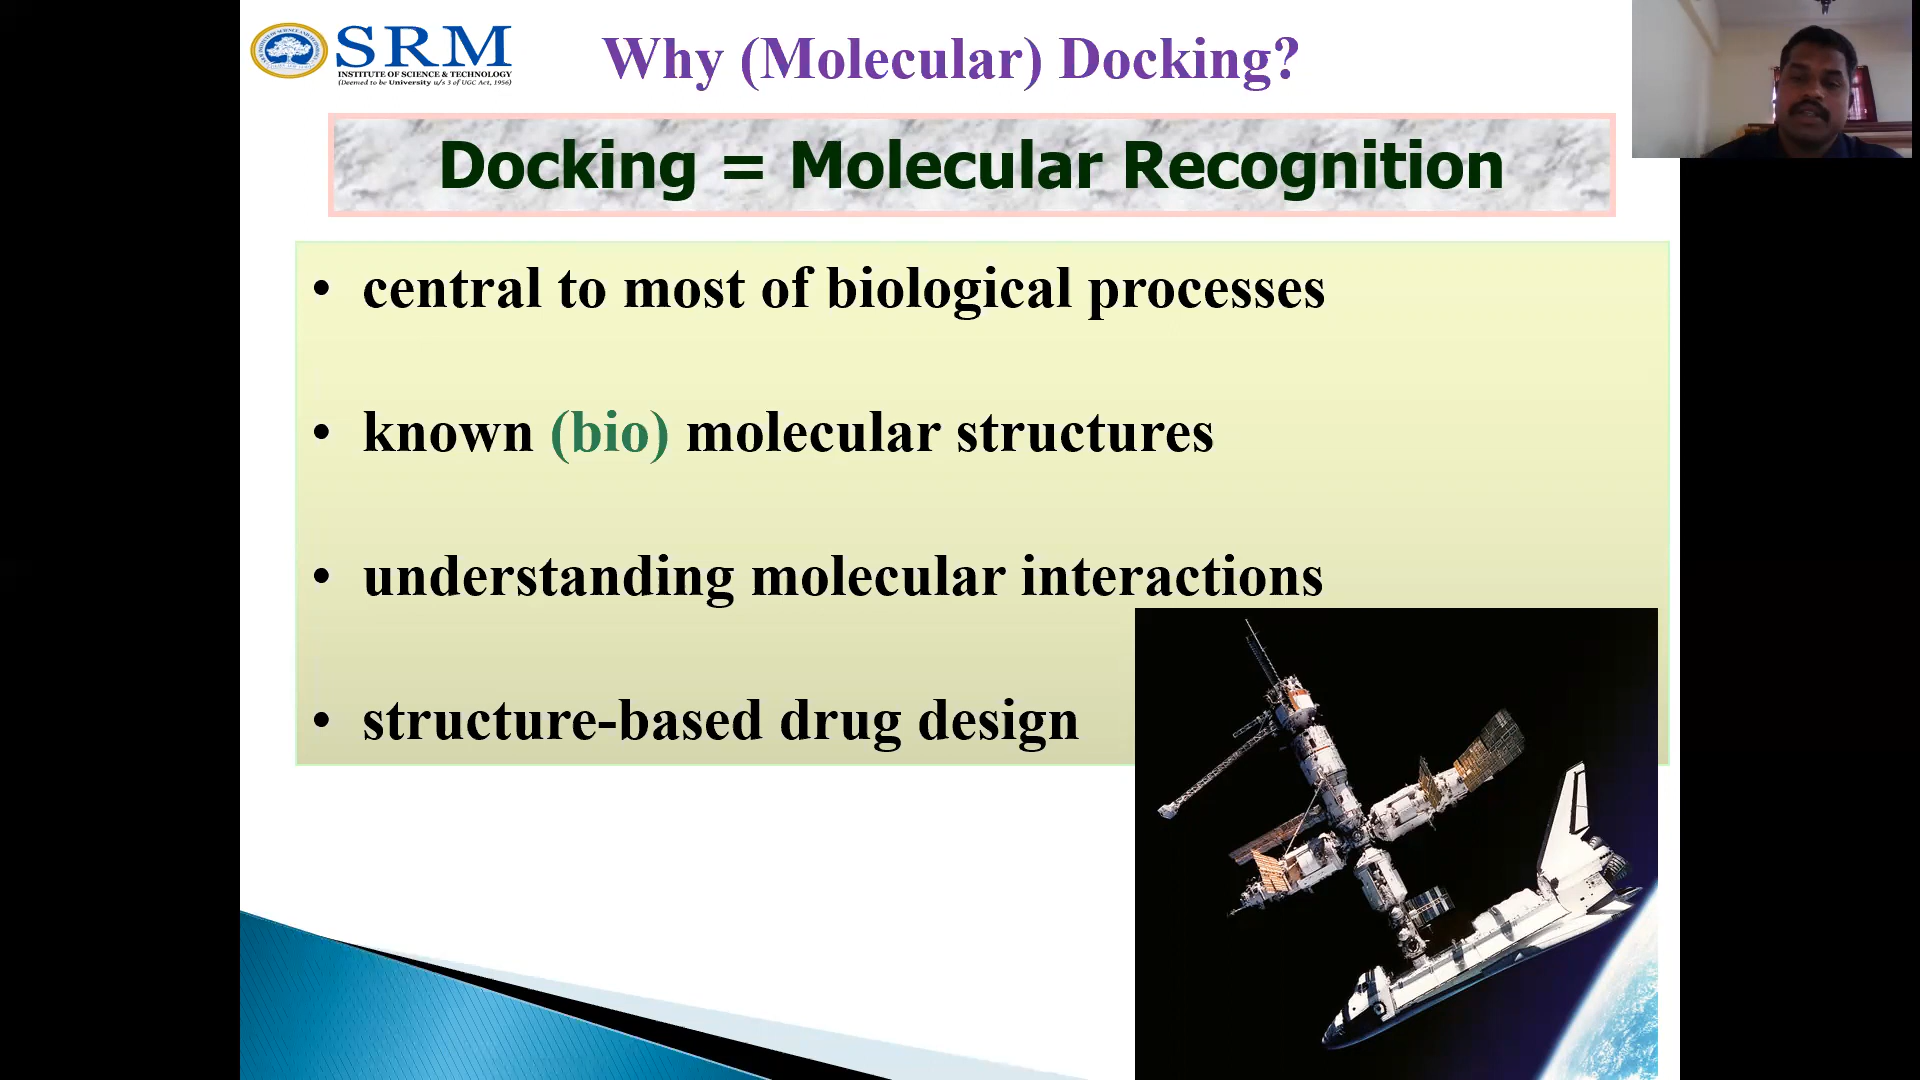 SRM
INSTITUTE OF SCIENCE & TECHNOLOGY
(Deemed to be University u/s 3 of UGC Act, 1956)
Why (Molecular) Docking?
Docking = Molecular Recognition
• central to most of biological processes
• known (bio) molecular structures
• understanding molecular interactions
• structure-based drug design